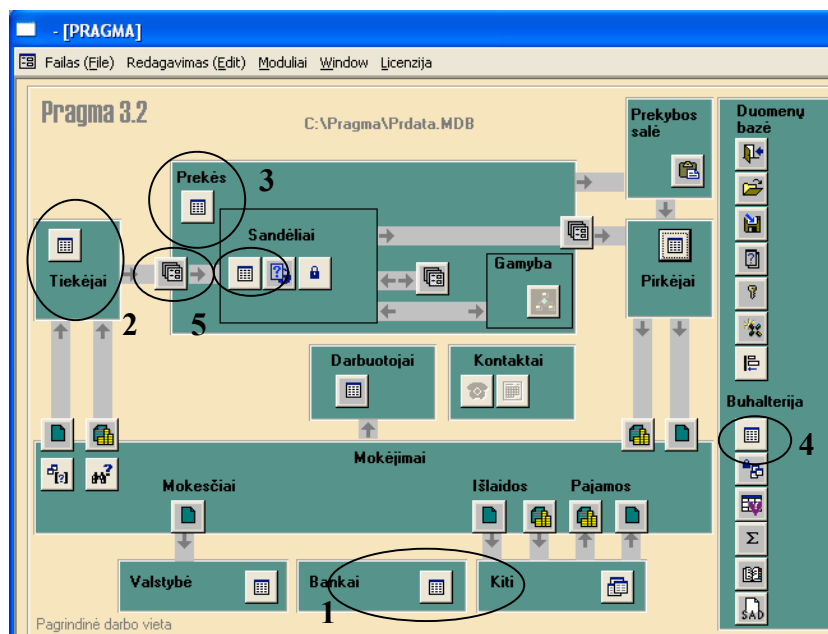 - [PRAGMA]
Failas (File) Redagavimas (Edit) Moduliai Window Licenzija
Pragma 3.2
C:\Pragma\Prdata.MDB
Prekybos
salė
Duomenų
bazė
Prekės
3
Sandėliai
Gamyba
Tiekėjai
Pirkėjai
2
5
Darbuotojai
Kontaktai
Buhalterija
4
Mokėjimai
Mokesčiai
Išlaidos
Pajamos
Σ
Valstybė
Bankai
Kiti
1
SAD
Pagrindinė darbo vieta